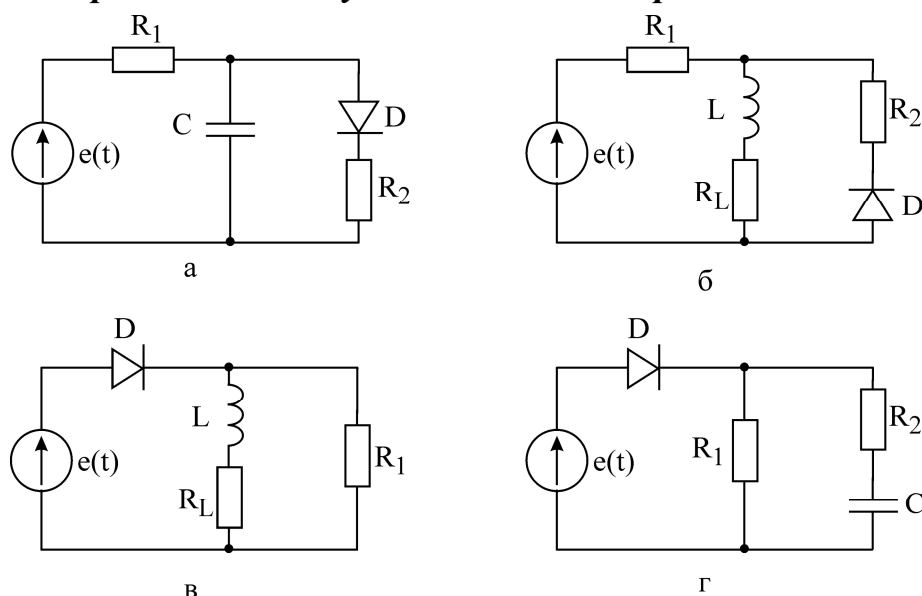 R1 R1
C D L R2
e(t) e(t)
R2 RL D
а б
D D
L R2
e(t) R1 e(t) R1
RL C
в г